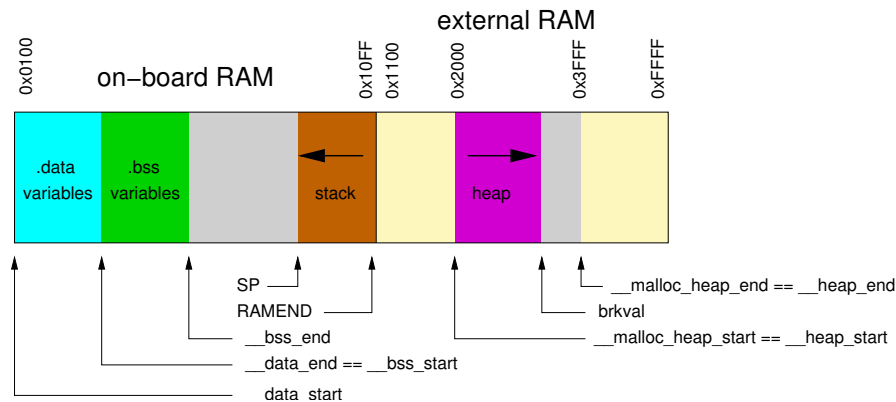 external RAM
on−board RAM
0x0100
0x10FF
0x1100
0x2000
0x3FFF
0xFFFF
.data
variables
.bss
variables
stack
heap
SP
RAMEND
__bss_end
__data_end == __bss_start
__data_start
__malloc_heap_end == __heap_end
brkval
__malloc_heap_start == __heap_start